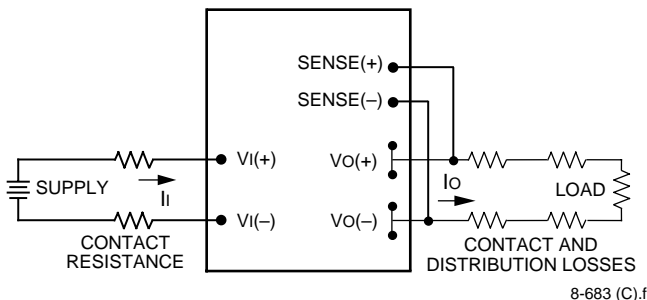 SENSE(+)
SENSE(–)
VI(+)
VO(+)
SUPPLY
II
IO
LOAD
VI(–)
VO(–)
CONTACT
RESISTANCE
CONTACT AND
DISTRIBUTION LOSSES
8-683 (C).f